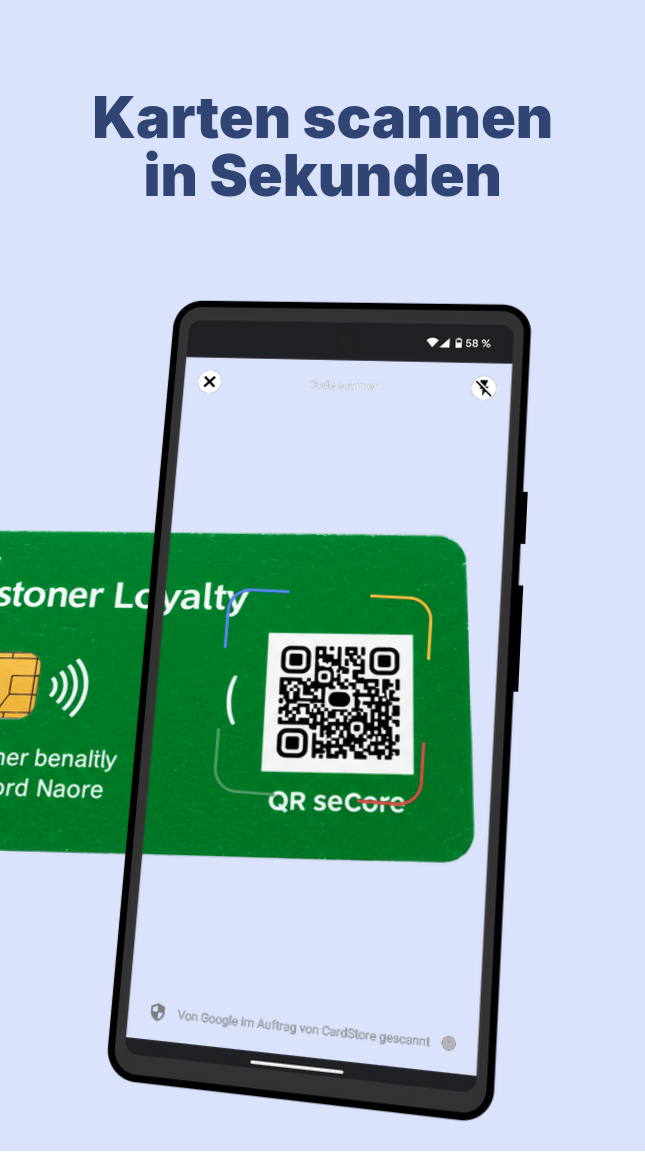 Karten scannen
in Sekunden
58 %
Code scannen
stoner Loyalty
ner benaltly
ord Naore
QR seCore
Von Google im Auftrag von CardStore gescannt